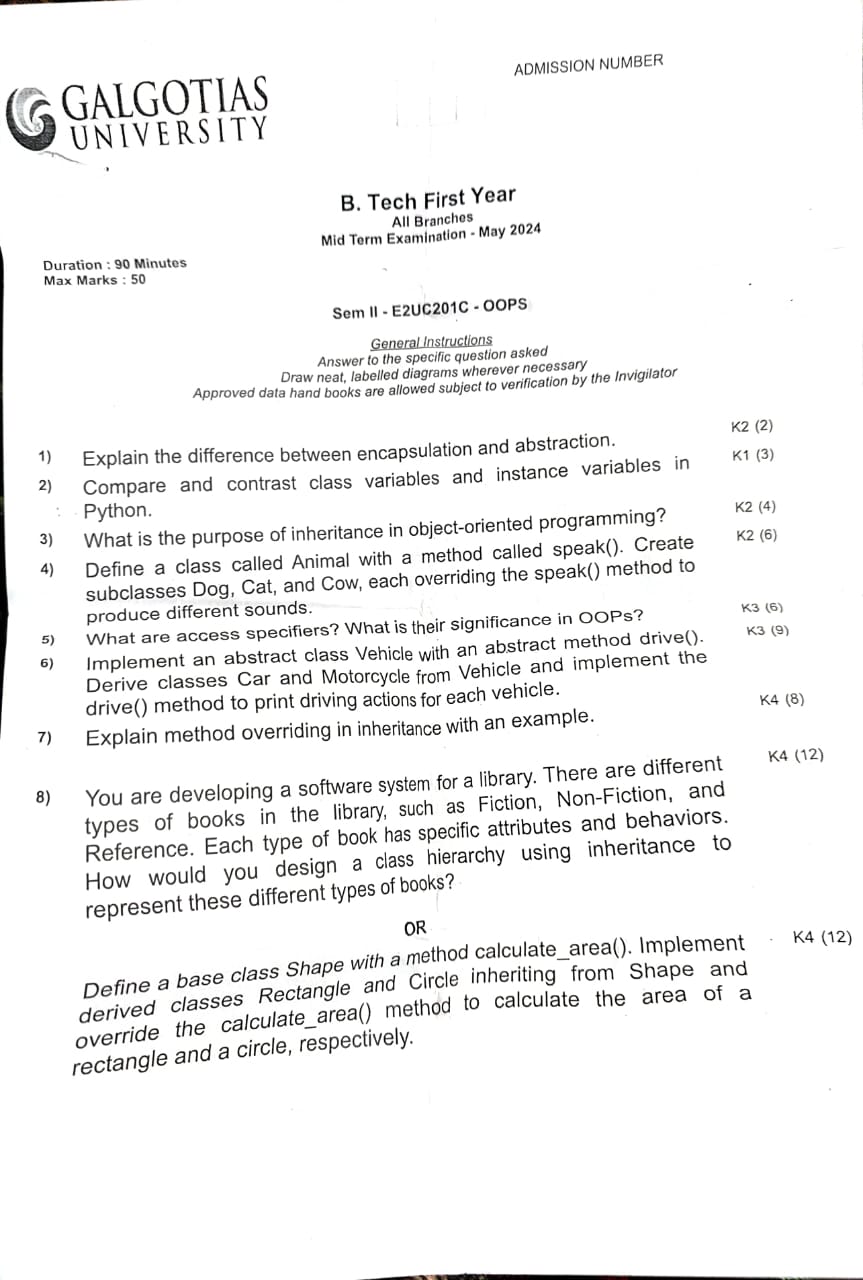 ADMISSION NUMBER
GALGOTIAS
UNIVERSITY
B. Tech First Year
All Branches
Mid Term Examination - May 2024
Duration : 90 Minutes
Max Marks : 50
Sem II - E2UC201C - OOPS
General Instructions
Answer to the specific question asked
Draw neat, labelled diagrams wherever necessary
Approved data hand books are allowed subject to verification by the Invigilator
1) Explain the difference between encapsulation and abstraction. K2 (2)
2) Compare and contrast class variables and instance variables in K1 (3)
Python.
3) What is the purpose of inheritance in object-oriented programming? K2 (4)
4) Define a class called Animal with a method called speak(). Create K2 (6)
subclasses Dog, Cat, and Cow, each overriding the speak() method to
produce different sounds.
5) What are access specifiers? What is their significance in OOPs? K3 (6)
6) Implement an abstract class Vehicle with an abstract method drive(). K3 (9)
Derive classes Car and Motorcycle from Vehicle and implement the
drive() method to print driving actions for each vehicle.
7) Explain method overriding in inheritance with an example. K4 (8)
8) You are developing a software system for a library. There are different K4 (12)
types of books in the library, such as Fiction, Non-Fiction, and
Reference. Each type of book has specific attributes and behaviors.
How would you design a class hierarchy using inheritance to
represent these different types of books?
OR
Define a base class Shape with a method calculate_area(). Implement K4 (12)
derived classes Rectangle and Circle inheriting from Shape and
override the calculate_area() method to calculate the area of a
rectangle and a circle, respectively.